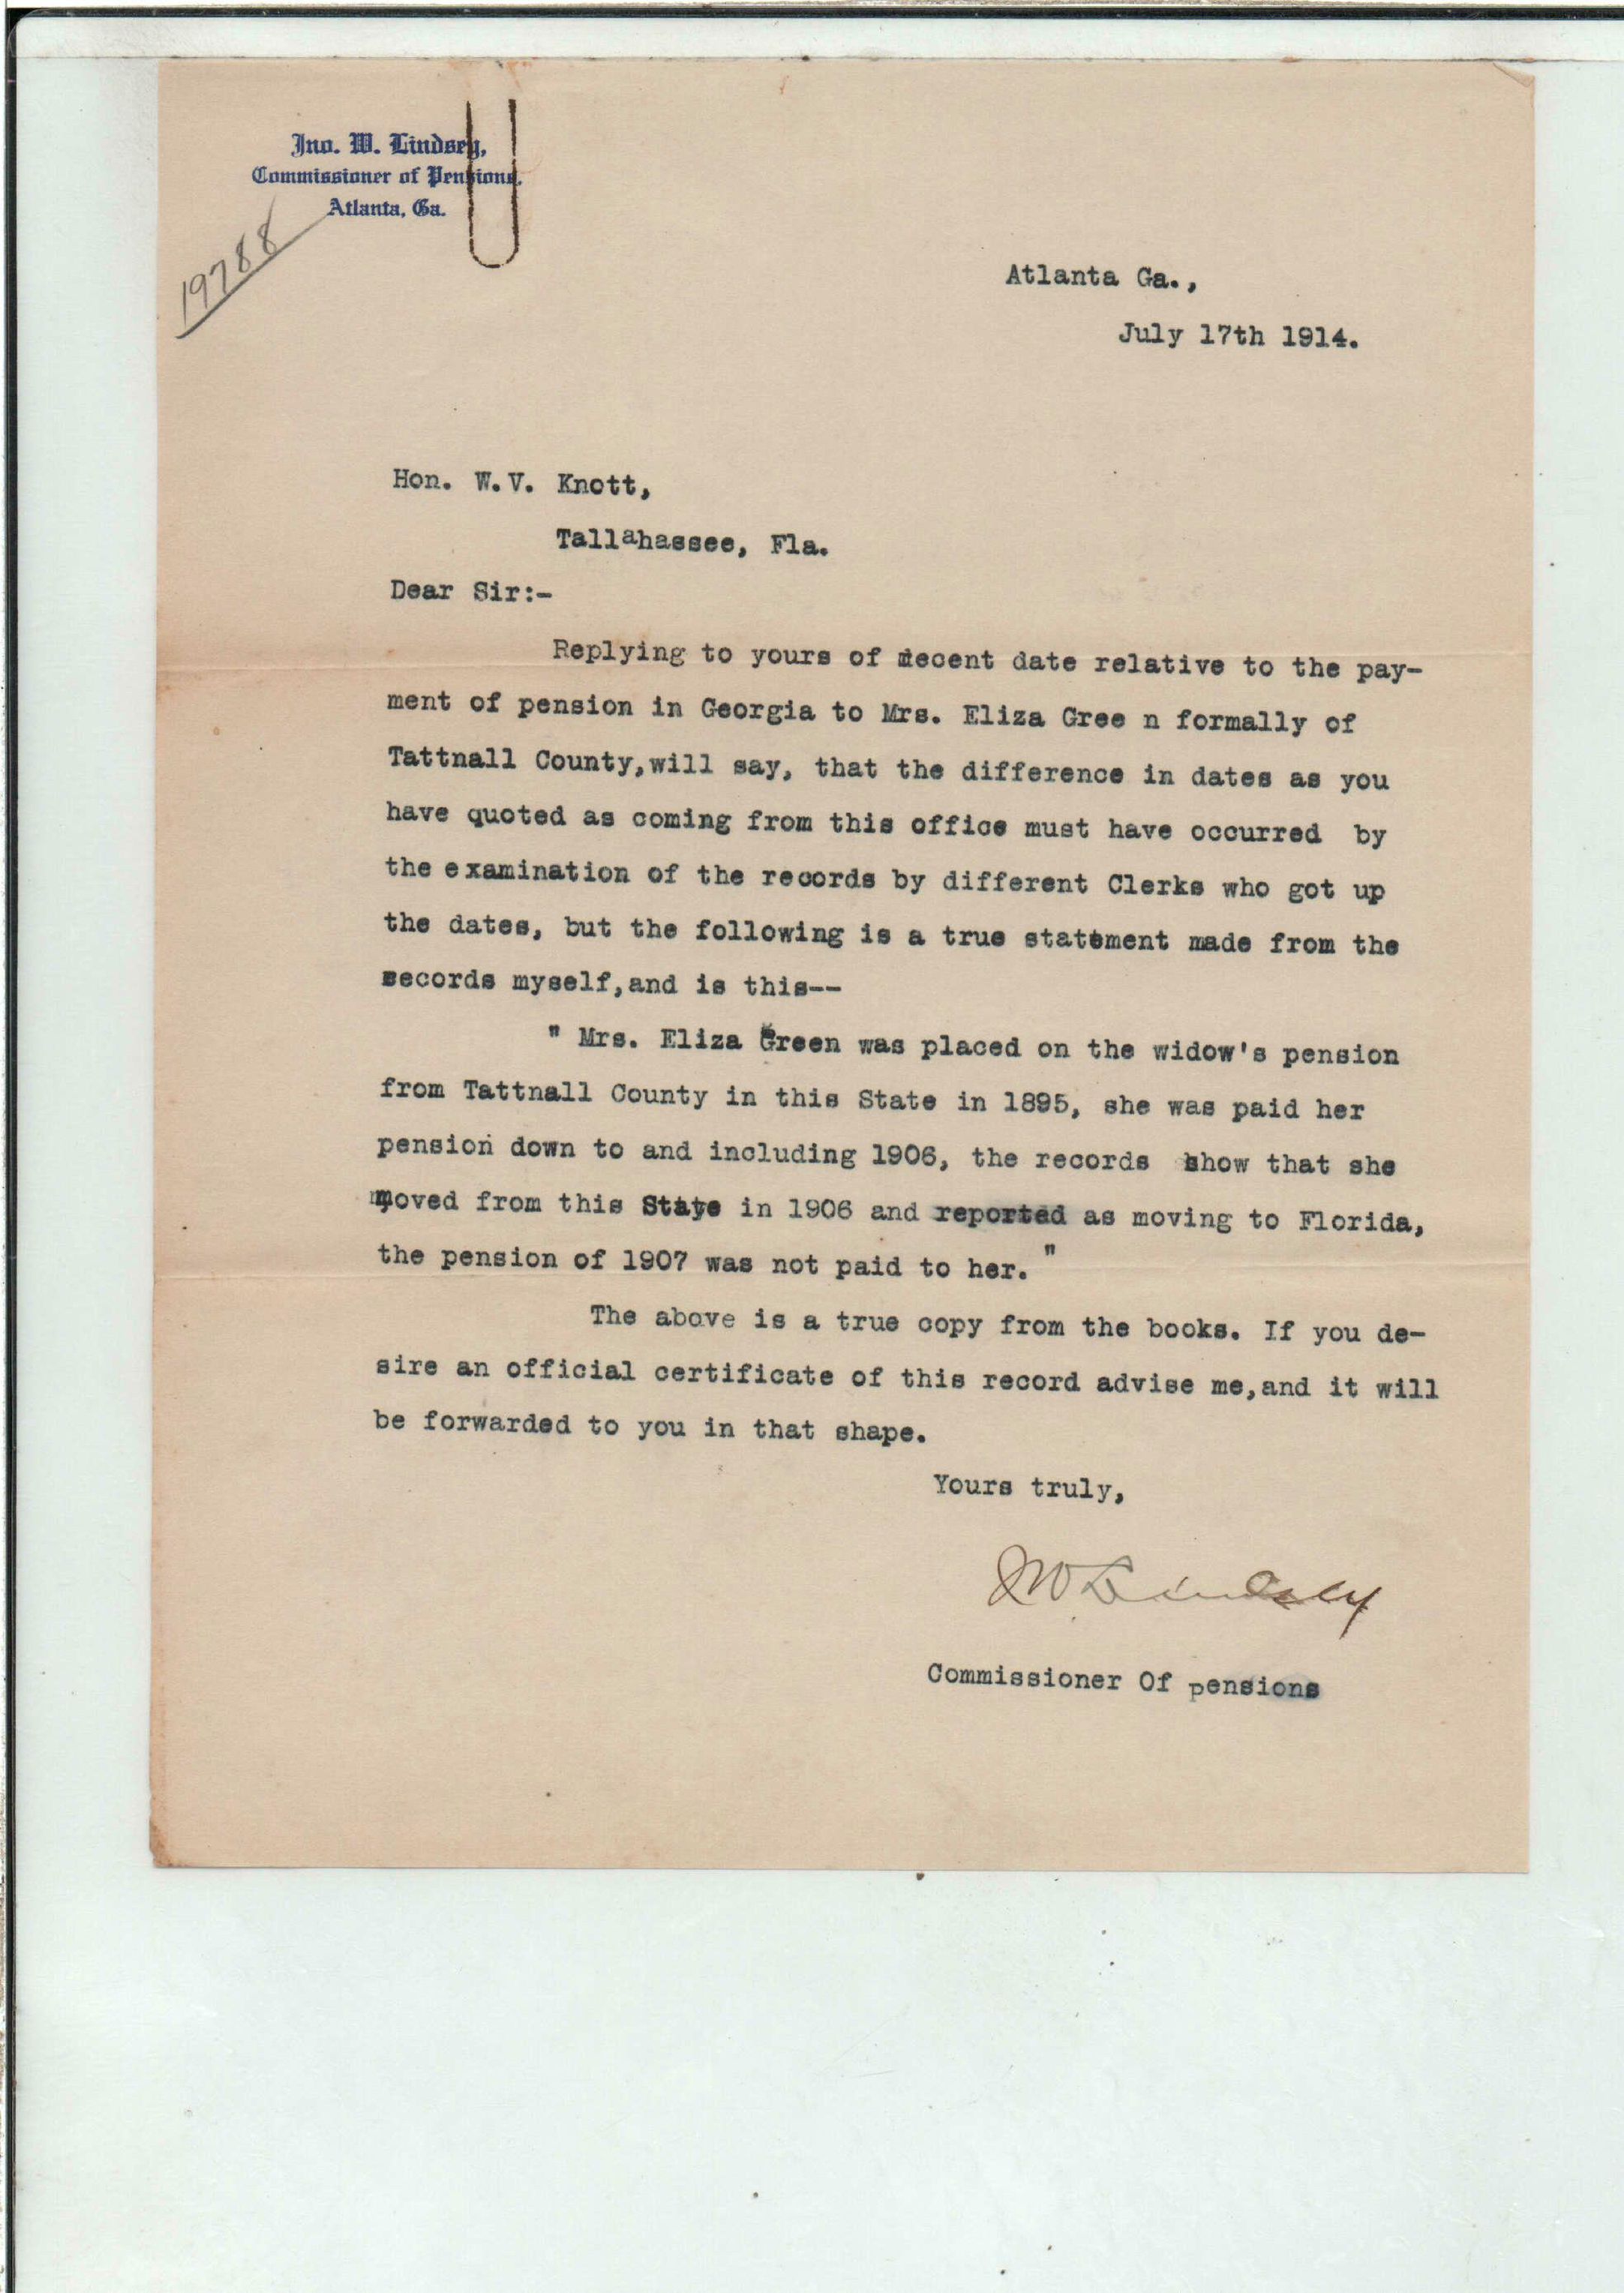 Jno. W. Lindsey,
Commissioner of Pensions.
Atlanta, Ga.
19788
Atlanta Ga.,
July 17th 1914.
Hon. W.V. Knott,
Tallahassee, Fla.
Dear Sir:-
Replying to yours of recent date relative to the pay-
ment of pension in Georgia to Mrs. Eliza Gree n formally of
Tattnall County,will say, that the difference in dates as you
have quoted as coming from this office must have occurred by
the examination of the records by different Clerks who got up
the dates, but the following is a true statement made from the
records myself,and is this--
" Mrs. Eliza Green was placed on the widow's pension
from Tattnall County in this State in 1895, she was paid her
pension down to and including 1906, the records show that she
moved from this State in 1906 and reported as moving to Florida,
the pension of 1907 was not paid to her."
The above is a true copy from the books. If you de-
sire an official certificate of this record advise me,and it will
be forwarded to you in that shape.
Yours truly,
JW Lindsey
Commissioner Of pensions